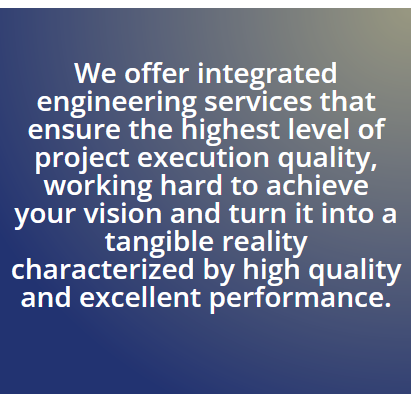 We offer integrated
engineering services that
ensure the highest level of
project execution quality,
working hard to achieve
your vision and turn it into a
tangible reality
characterized by high quality
and excellent performance.